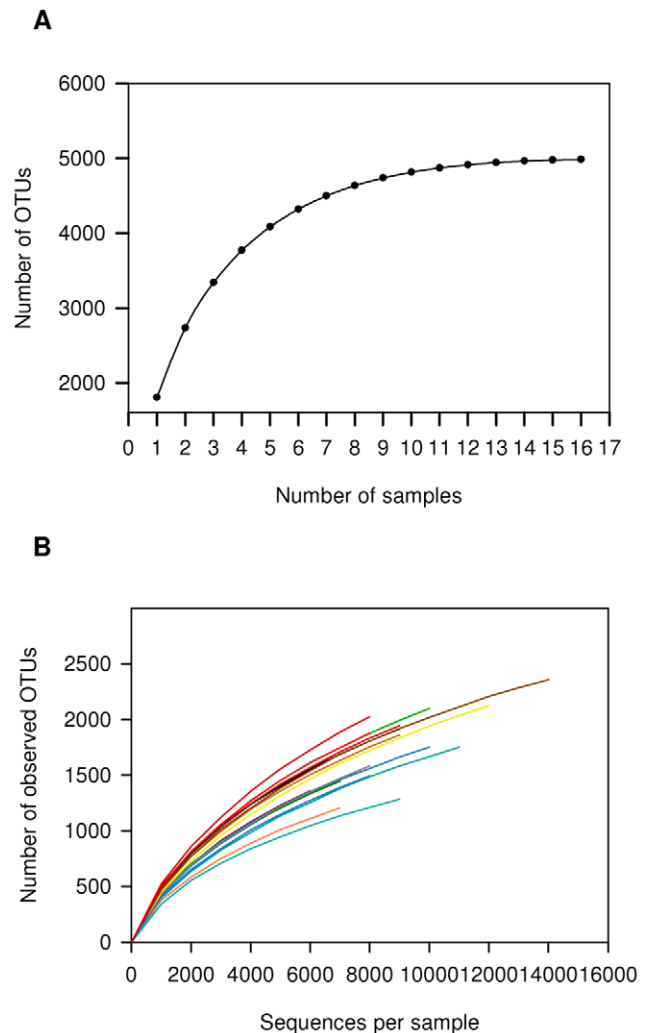 A
6000
5000
4000
3000
2000
Number of OTUs
0 1 2 3 4 5 6 7 8 9 10 11 12 13 14 15 16 17
Number of samples
B
2500
2000
1500
1000
500
0
Number of observed OTUs
0 2000 4000 6000 8000 10000 12000 14000 16000
Sequences per sample